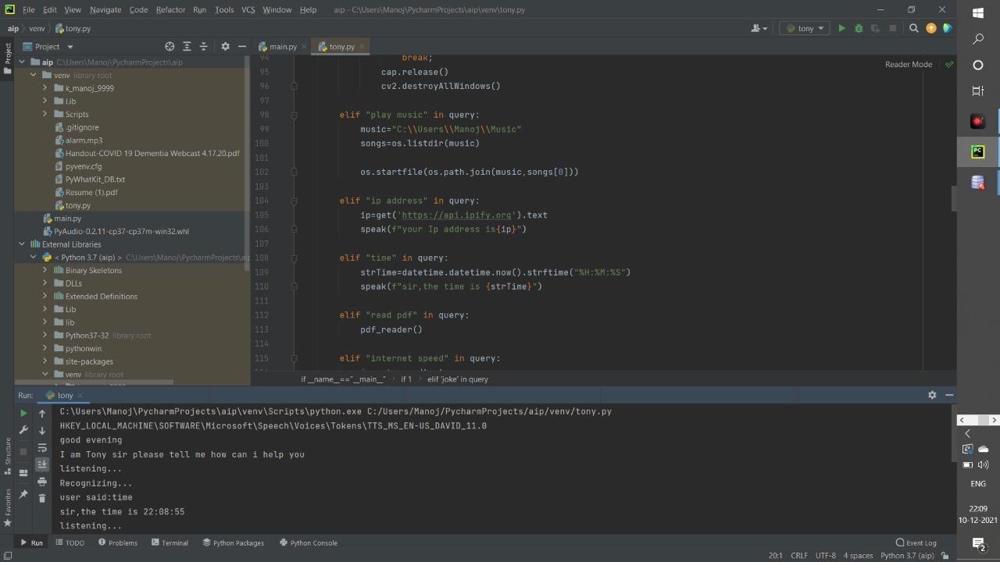 File Edit View Navigate Code Refactor Run Tools VCS Window Help aip - C:\Users\Manoj\PycharmProjects\aip\venv\tony.py
aip venv tony.py
tony
Project
main.py
tony.py
Project
Reader Mode
aip C:\Users\Manoj\PycharmProjects\aip
venv library root
k_manoj_9999
Lib
Scripts
.gitignore
alarm.mp3
Handout-COVID 19 Dementia Webcast 4.17.20.pdf
pyvenv.cfg
PyWhatKit_DB.txt
Resume (1).pdf
tony.py
main.py
PyAudio-0.2.11-cp37-cp37m-win32.whl
External Libraries
< Python 3.7 (aip) > C:\Users\Manoj\PycharmProjects\aip
Binary Skeletons
DLLs
Extended Definitions
Lib
lib
Python37-32 library root
pythonwin
site-packages
venv library root
94 break;
95 cap.release()
96 cv2.destroyAllWindows()
97
98 elif "play music" in query:
99 music="C:\\Users\\Manoj\\Music"
100 songs=os.listdir(music)
101
102 os.startfile(os.path.join(music,songs[0]))
103
104 elif "ip address" in query:
105 ip=get('https://api.ipify.org').text
106 speak(f"your Ip address is{ip}")
107
108 elif "time" in query:
109 strTime=datetime.datetime.now().strftime("%H:%M:%S")
110 speak(f"sir,the time is {strTime}")
111
112 elif "read pdf" in query:
113 pdf_reader()
114
115 elif "internet speed" in query:
if __name__=="__main__" if 1 elif 'joke' in query
Run: tony
C:\Users\Manoj\PycharmProjects\aip\venv\Scripts\python.exe C:/Users/Manoj/PycharmProjects/aip/venv/tony.py
HKEY_LOCAL_MACHINE\SOFTWARE\Microsoft\Speech\Voices\Tokens\TTS_MS_EN-US_DAVID_11.0
good evening
I am Tony sir please tell me how can i help you
listening...
Recognizing...
user said:time
sir,the time is 22:08:55
listening...
Structure
Favorites
Run TODO Problems Terminal Python Packages Python Console Event Log
20:1 CRLF UTF-8 4 spaces Python 3.7 (aip)
ENG
22:09
10-12-2021
2